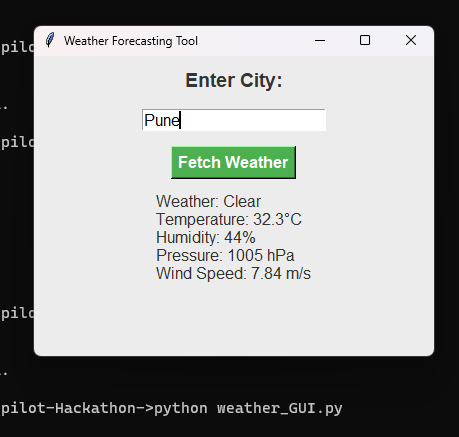 pilo
Weather Forecasting Tool
Enter City:
.
Pune
pilo
Fetch Weather
Weather: Clear
Temperature: 32.3°C
Humidity: 44%
Pressure: 1005 hPa
Wind Speed: 7.84 m/s
pilo
.
pilot-Hackathon->python weather_GUI.py